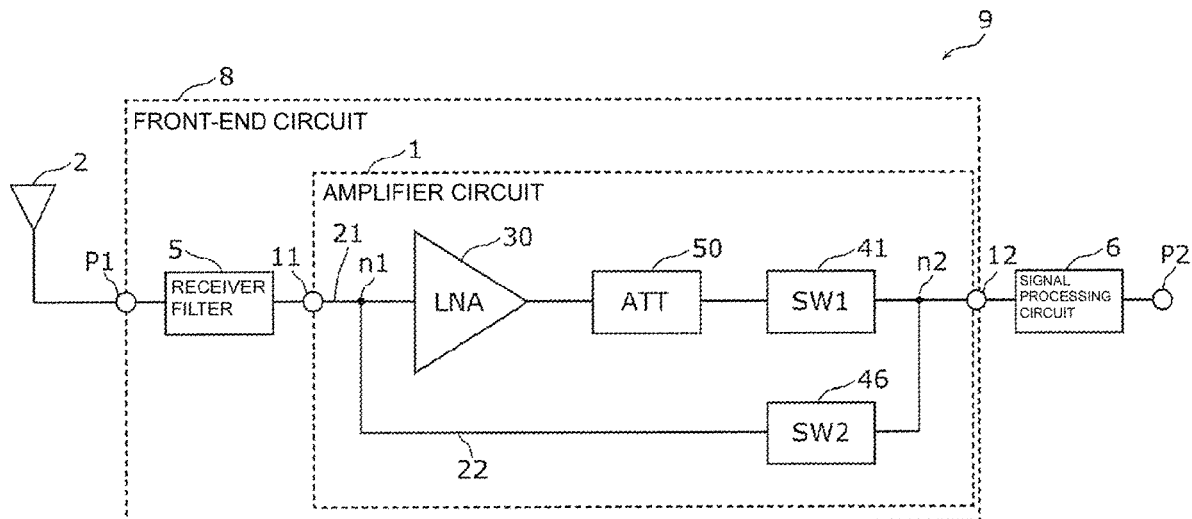 9
8
FRONT-END CIRCUIT
2
1
AMPLIFIER CIRCUIT
P1
5
RECEIVER
FILTER
11
21
n1
30
LNA
50
ATT
41
SW1
n2
12
6
SIGNAL
PROCESSING
CIRCUIT
P2
46
SW2
22